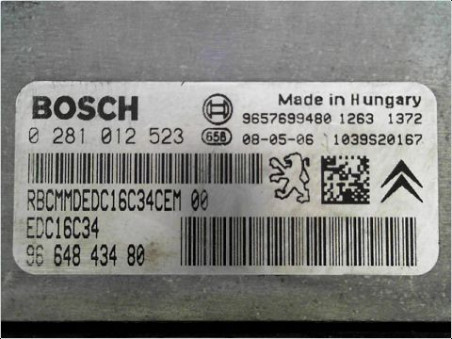 BOSCH
Made in Hungary
9657699480 1263 1372
0 281 012 523
65B 08-05-06 1039S20167
RBCMMDEDC16C34CEM 00
EDC16C34
96 648 434 80